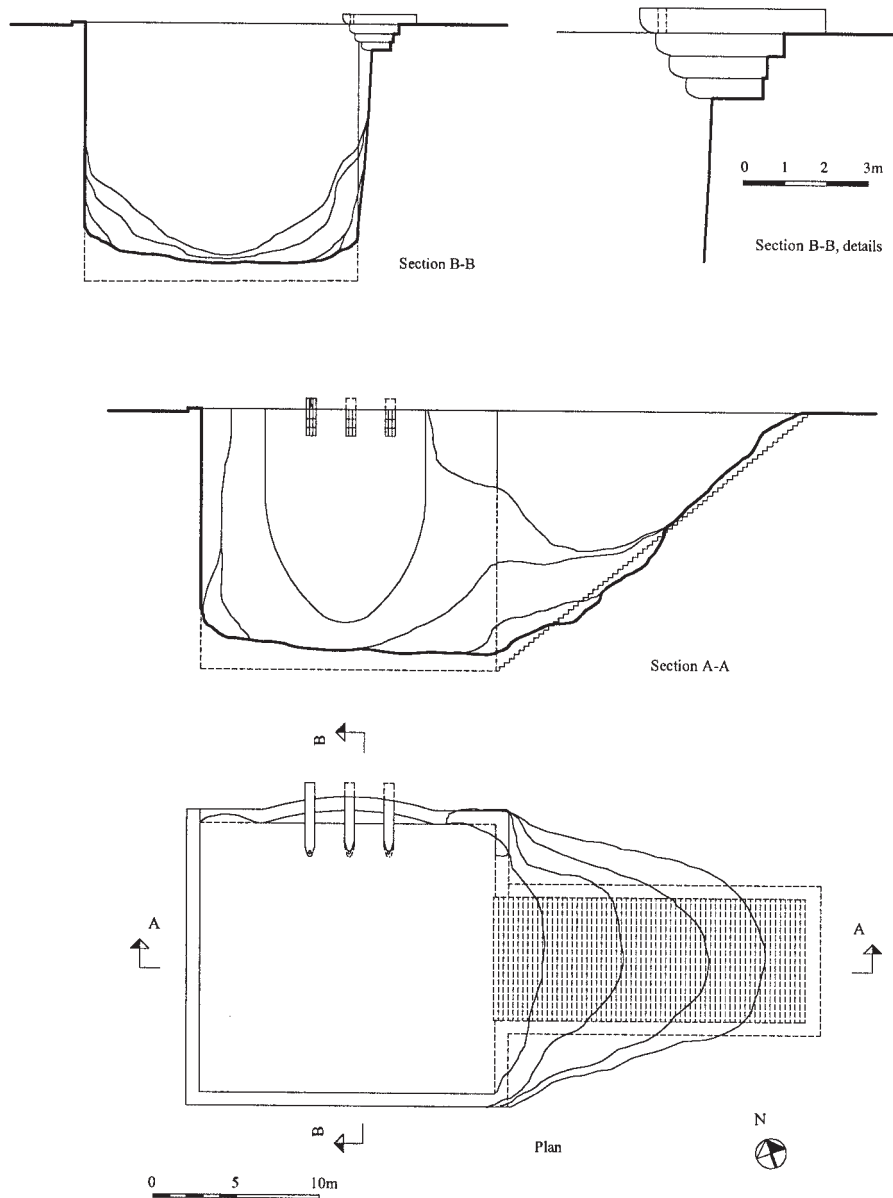 0 1 2 3m
Section B-B
Section B-B, details
Section A-A
B
A
A
B
Plan
N
0 5 10m